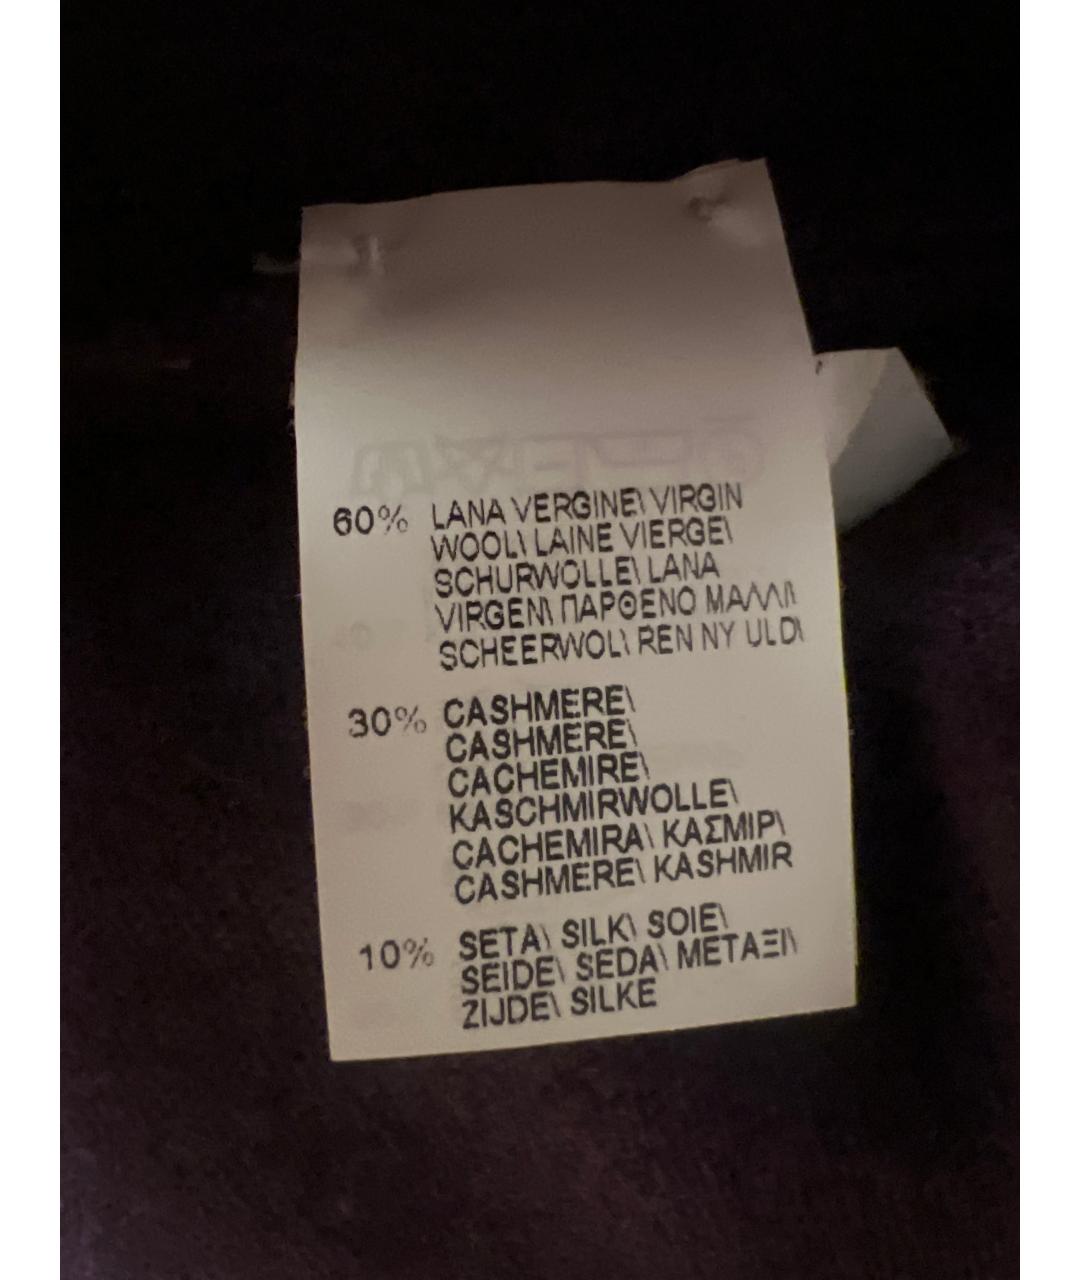 60% LANA VERGINE\ VIRGIN
WOOL\ LAINE VIERGE\
SCHURWOLLE\ LANA
VIRGEN\ ΠΑΡΘΕΝΟ ΜΑΛΛΙ\
SCHEERWOL\ REN NY ULD\
30% CASHMERE\
CASHMERE\
CACHEMIRE\
KASCHMIRWOLLE\
CACHEMIRA\ ΚΑΣΜΙΡ\
CASHMERE\ KASHMIR
10% SETA\ SILK\ SOIE\
SEIDE\ SEDA\ ΜΕΤΑΞΙ\
ZIJDE\ SILKE